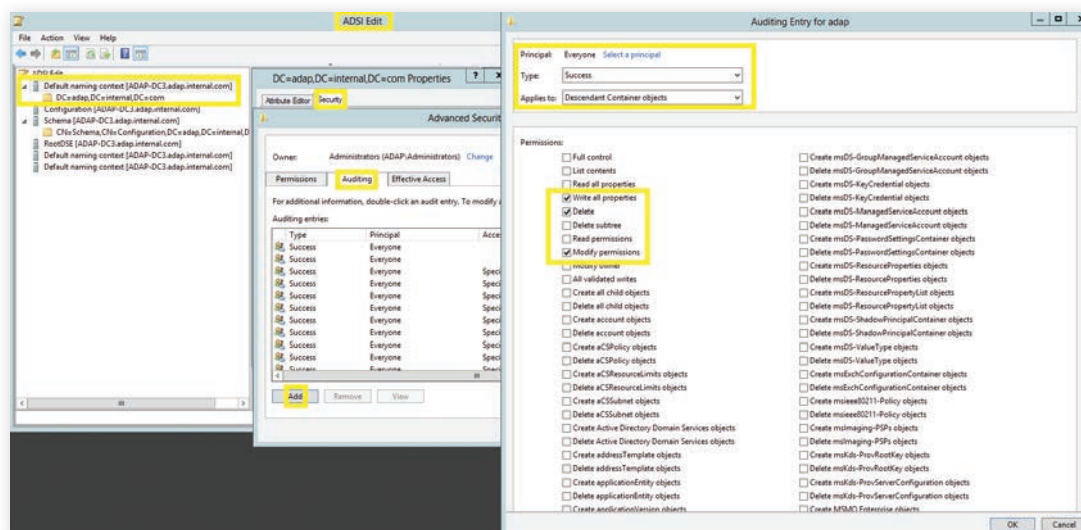 ADSI Edit
File Action View Help
ADSI Edit
Default naming context [ADAP-DC3.adap.internal.com]
DC=adap,DC=internal,DC=com
Configuration [ADAP-DC3.adap.internal.com]
Schema [ADAP-DC3.adap.internal.com]
CN=Schema,CN=Configuration,DC=adap,DC=internal,D
RootDSE [ADAP-DC3.adap.internal.com]
Default naming context [ADAP-DC3.adap.internal.com]
Default naming context [ADAP-DC3.adap.internal.com]
DC=adap,DC=internal,DC=com Properties
Attribute Editor Security
Advanced Securit
Owner: Administrators (ADAP\Administrators) Change
Permissions Auditing Effective Access
For additional information, double-click an audit entry. To modify a
Auditing entries:
Type Principal Acce
Success Everyone
Success Everyone
Success Everyone Speci
Success Everyone Speci
Success Everyone Speci
Success Everyone Speci
Success Everyone Speci
Success Everyone Speci
Success Everyone Speci
Success Everyone Speci
Success Everyone Speci
Add Remove View
Auditing Entry for adap
Principal: Everyone Select a principal
Type: Success
Applies to: Descendant Container objects
Permissions:
Full control
List contents
Read all properties
Write all properties
Delete
Delete subtree
Read permissions
Modify permissions
Modify owner
All validated writes
Create all child objects
Delete all child objects
Create account objects
Delete account objects
Create aCSPolicy objects
Delete aCSPolicy objects
Create aCSResourceLimits objects
Delete aCSResourceLimits objects
Create aCSSubnet objects
Delete aCSSubnet objects
Create Active Directory Domain Services objects
Delete Active Directory Domain Services objects
Create addressTemplate objects
Delete addressTemplate objects
Create applicationEntity objects
Delete applicationEntity objects
Create applicationVersion objects
Create msDS-GroupManagedServiceAccount objects
Delete msDS-GroupManagedServiceAccount objects
Create msDS-KeyCredential objects
Delete msDS-KeyCredential objects
Create msDS-ManagedServiceAccount objects
Delete msDS-ManagedServiceAccount objects
Create msDS-PasswordSettingsContainer objects
Delete msDS-PasswordSettingsContainer objects
Create msDS-ResourceProperties objects
Delete msDS-ResourceProperties objects
Create msDS-ResourcePropertyList objects
Delete msDS-ResourcePropertyList objects
Create msDS-ShadowPrincipalContainer objects
Delete msDS-ShadowPrincipalContainer objects
Create msDS-ValueType objects
Delete msDS-ValueType objects
Create msExchConfigurationContainer objects
Delete msExchConfigurationContainer objects
Create msieee80211-Policy objects
Delete msieee80211-Policy objects
Create msImaging-PSPs objects
Delete msImaging-PSPs objects
Create msKds-ProvRootKey objects
Delete msKds-ProvRootKey objects
Create msKds-ProvServerConfiguration objects
Delete msKds-ProvServerConfiguration objects
Create MSMQ Enterprise objects
OK Cancel